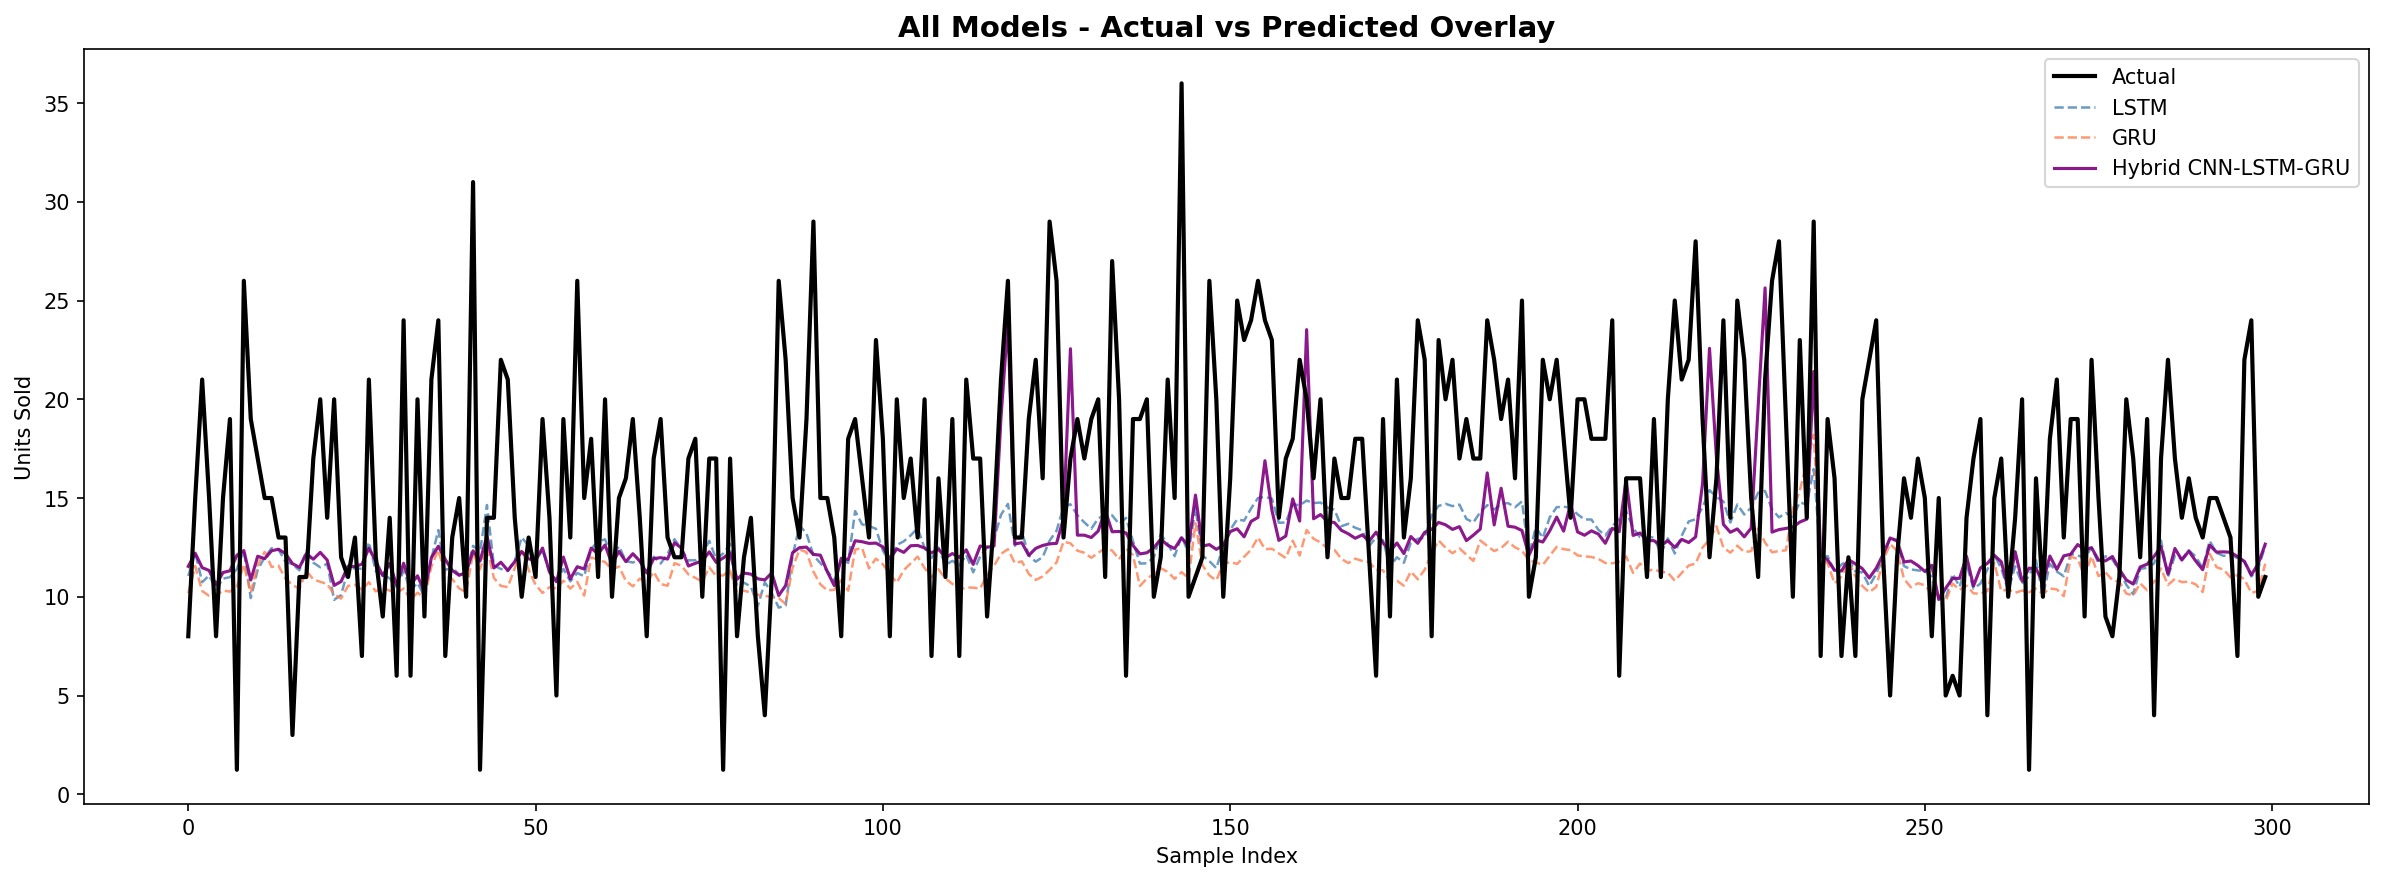 All Models - Actual vs Predicted Overlay
Actual
LSTM
GRU
Hybrid CNN-LSTM-GRU
35
30
25
20
15
10
5
0
Units Sold
0 50 100 150 200 250 300
Sample Index